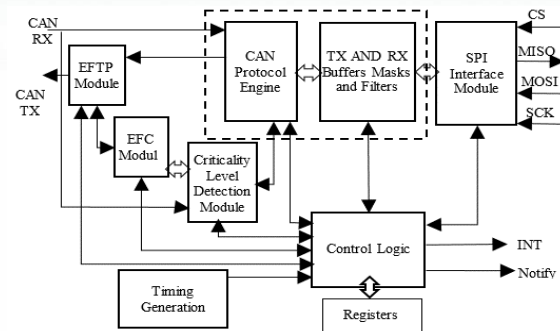 CAN
RX
CS
MISO
MOSI
SCK
EFTP
Module
CAN
Protocol
Engine
TX AND RX
Buffers Masks
and Filters
SPI
Interface
Module
CAN
TX
EFC
Modul
Criticality
Level
Detection
Module
Control Logic
INT
Notify
Timing
Generation
Registers